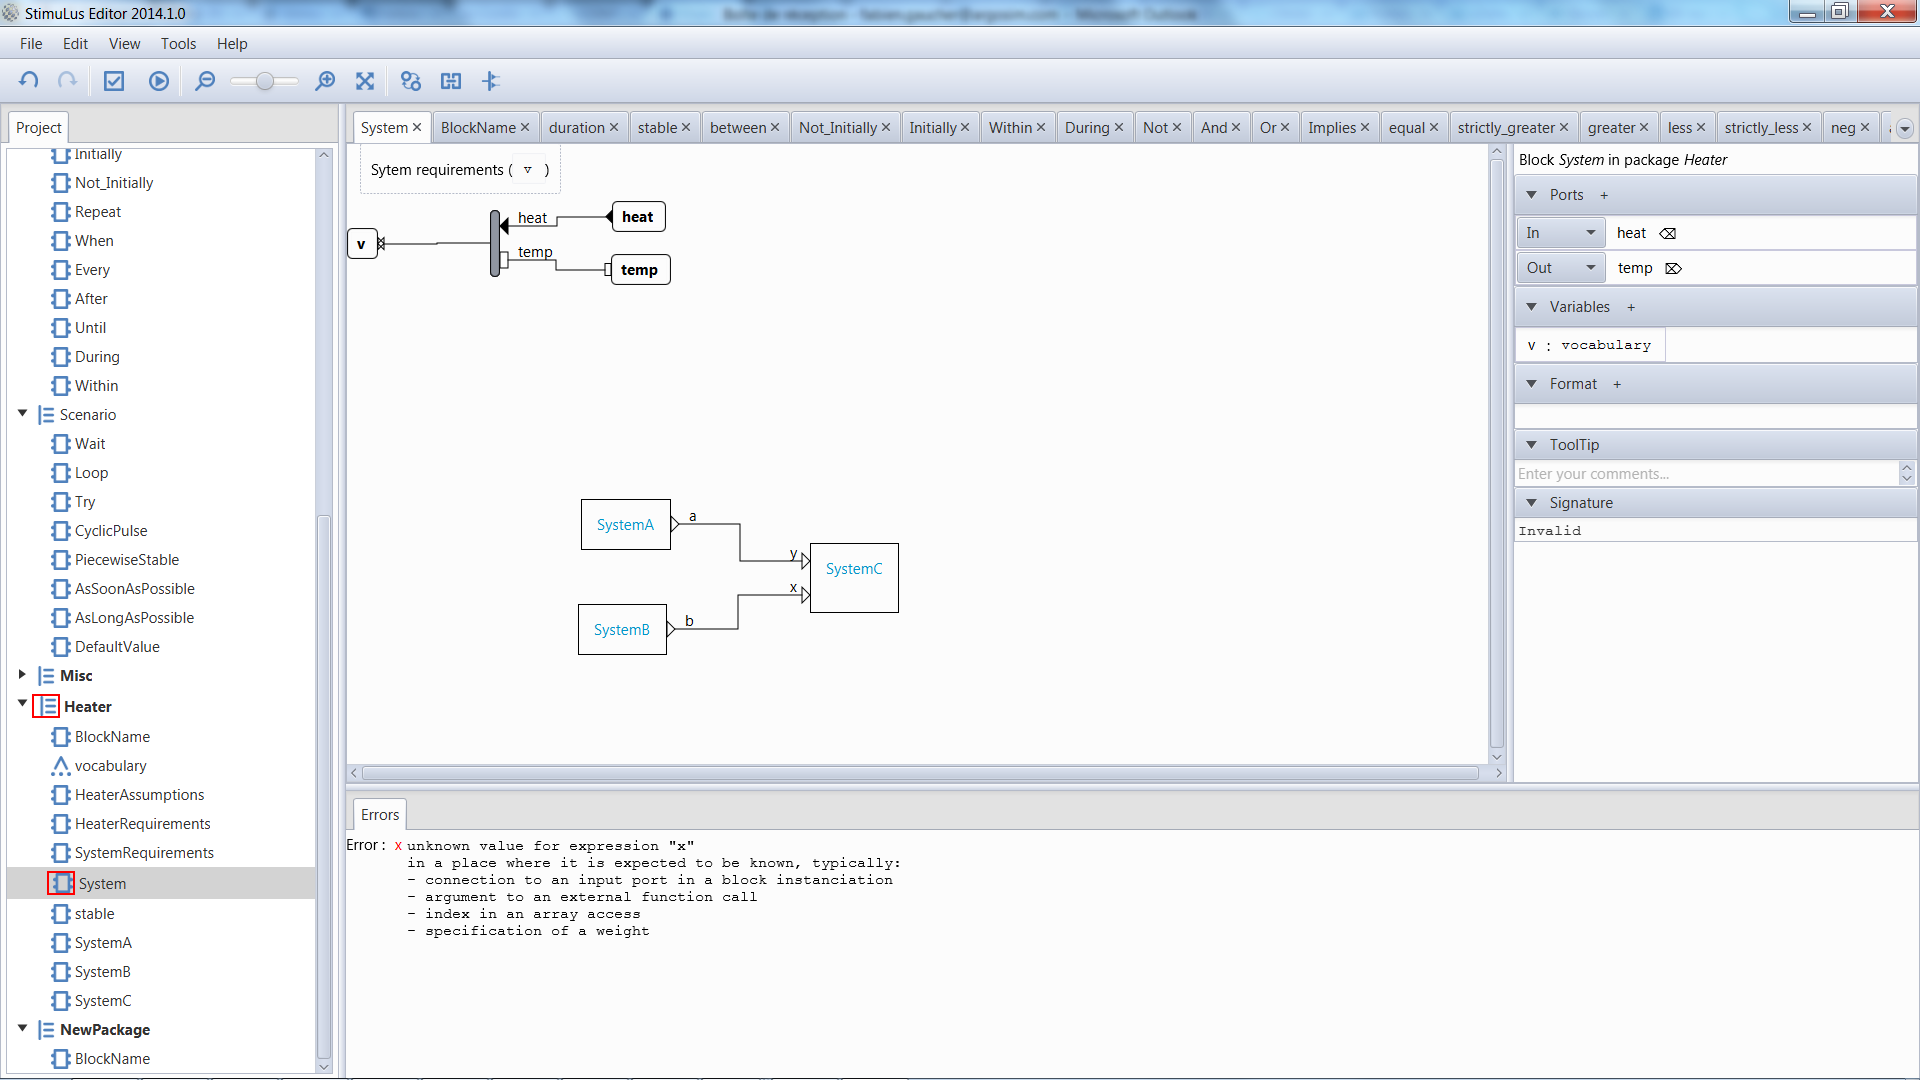 StimuLus Editor 2014.1.0
File Edit View Tools Help
Project
Initially
Not_Initially
Repeat
When
Every
After
Until
During
Within
Scenario
Wait
Loop
Try
CyclicPulse
PiecewiseStable
AsSoonAsPossible
AsLongAsPossible
DefaultValue
Misc
Heater
BlockName
vocabulary
HeaterAssumptions
HeaterRequirements
SystemRequirements
System
stable
SystemA
SystemB
SystemC
NewPackage
BlockName
System BlockName duration stable between Not_Initially Initially Within During Not And Or Implies equal strictly_greater greater less strictly_less neg
Sytem requirements ( )
heat heat
v
temp temp
SystemA a
y
SystemC
x
SystemB b
Block System in package Heater
Ports +
In heat
Out temp
Variables +
v : vocabulary
Format +
ToolTip
Enter your comments...
Signature
Invalid
Errors
Error : x unknown value for expression "x"
in a place where it is expected to be known, typically:
- connection to an input port in a block instanciation
- argument to an external function call
- index in an array access
- specification of a weight